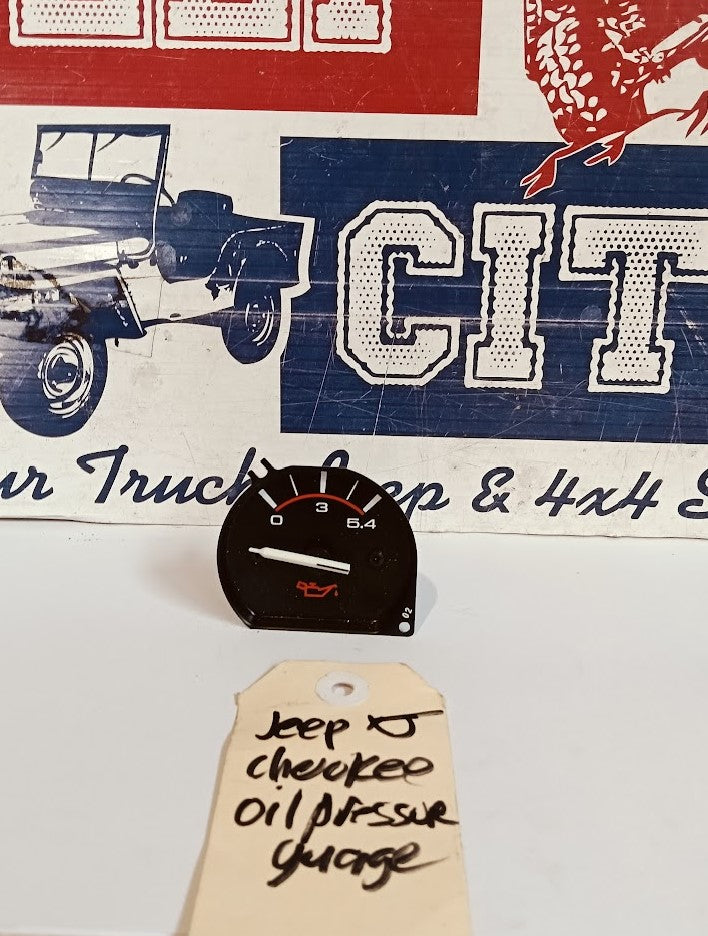 CIT
ur Truck, Jeep & 4x4 S
0 3 5.4
02
Jeep XJ
cherokee
oil pressur
guage